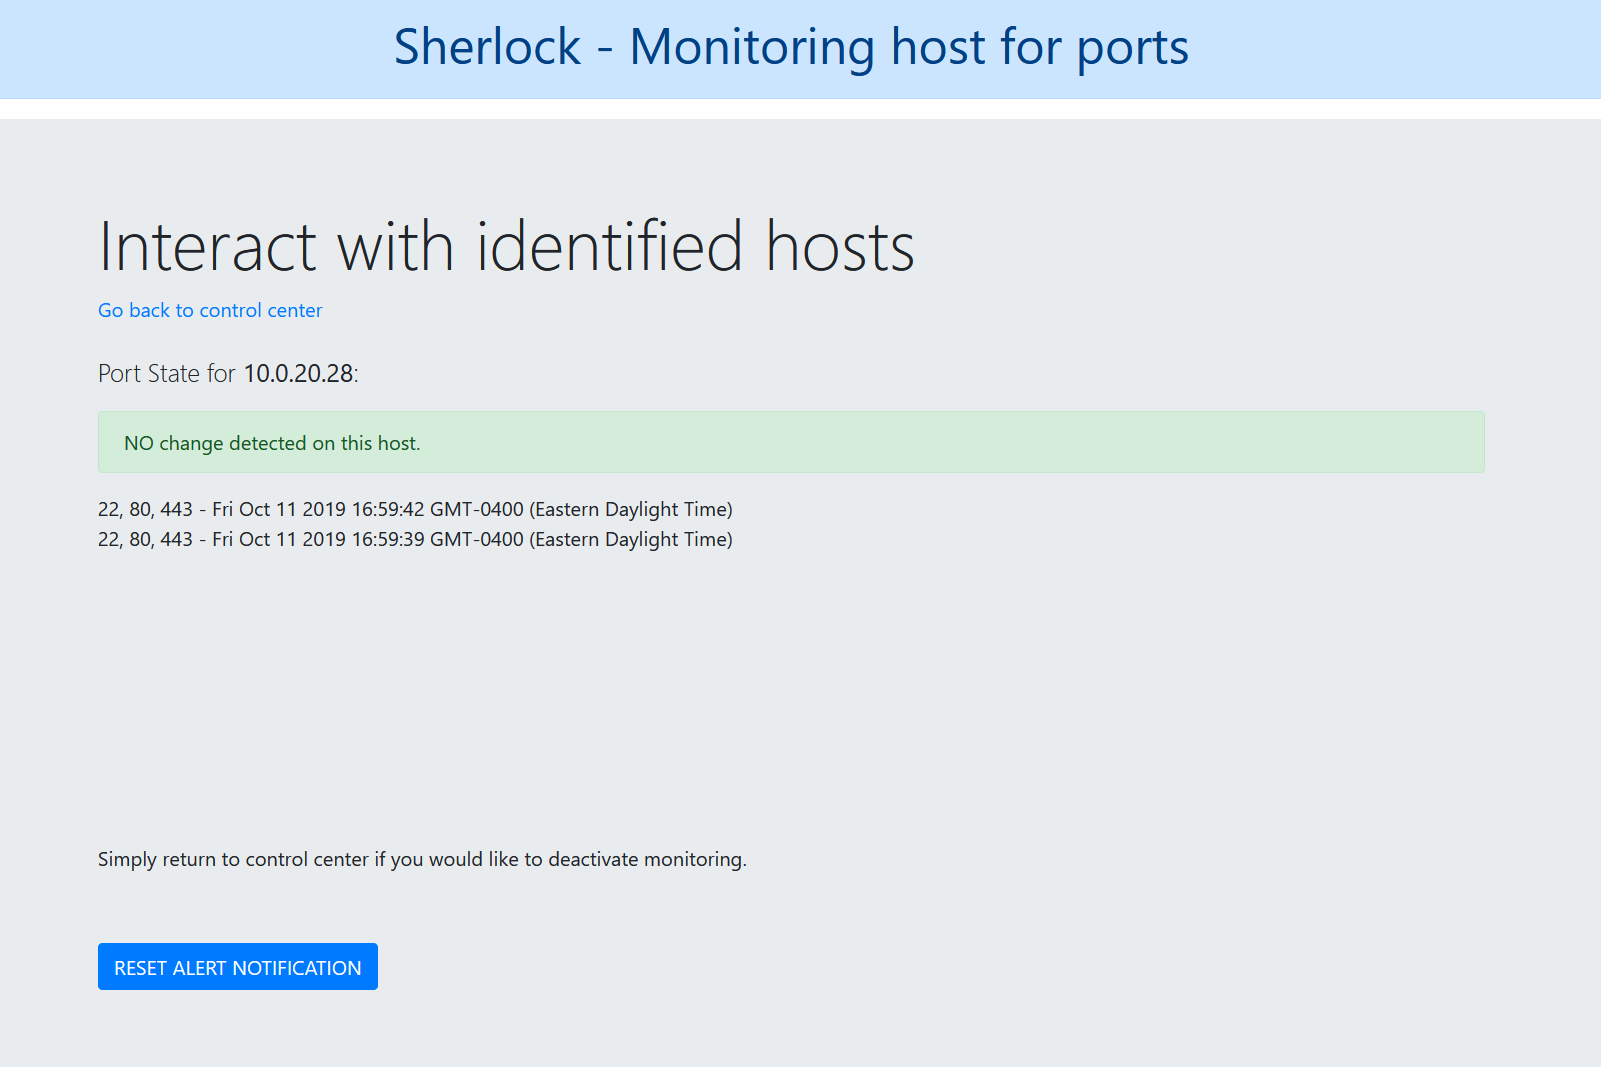 Sherlock - Monitoring host for ports
Interact with identified hosts
Go back to control center
Port State for 10.0.20.28:
NO change detected on this host.
22, 80, 443 - Fri Oct 11 2019 16:59:42 GMT-0400 (Eastern Daylight Time)
22, 80, 443 - Fri Oct 11 2019 16:59:39 GMT-0400 (Eastern Daylight Time)
Simply return to control center if you would like to deactivate monitoring.
RESET ALERT NOTIFICATION